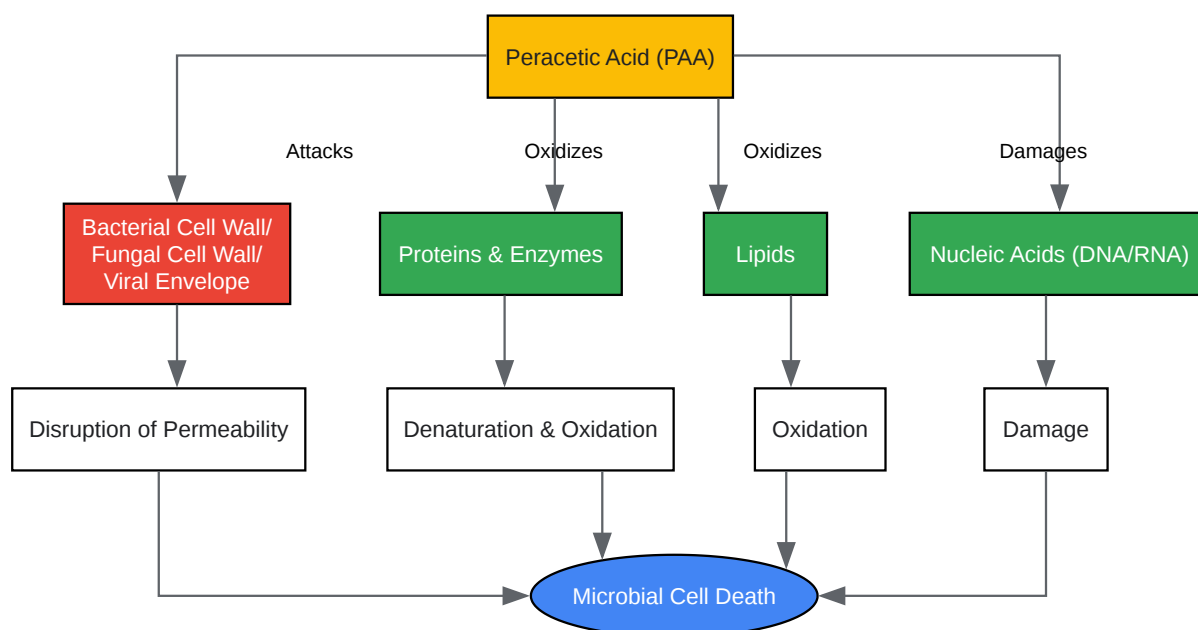 Peracetic Acid (PAA)
Attacks
Oxidizes
Oxidizes
Damages
Bacterial Cell Wall/
Fungal Cell Wall/
Viral Envelope
Proteins & Enzymes
Lipids
Nucleic Acids (DNA/RNA)
Disruption of Permeability
Denaturation & Oxidation
Oxidation
Damage
Microbial Cell Death